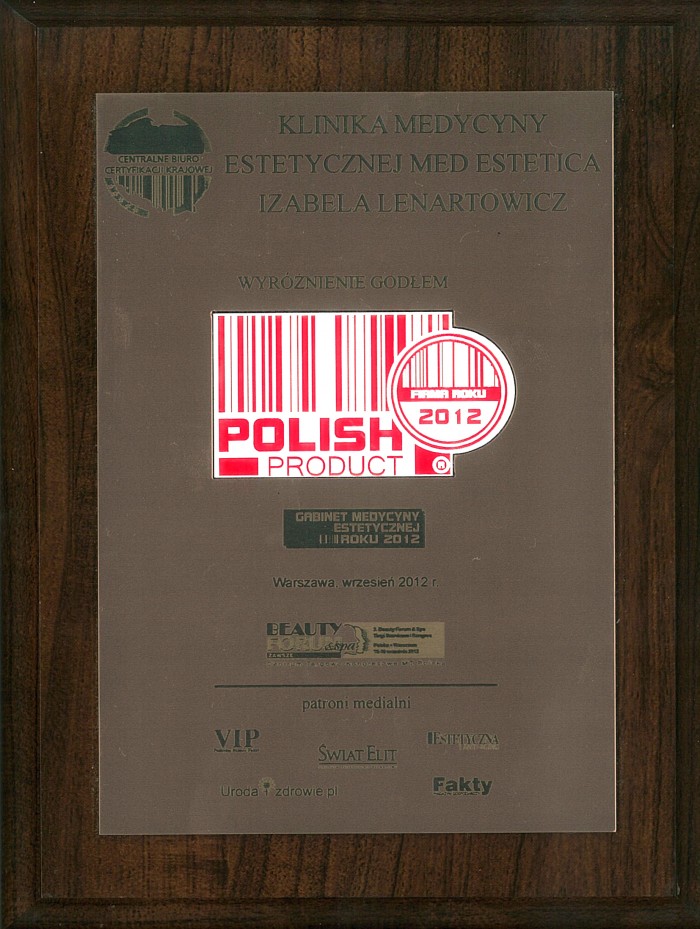 CENTRALNE BIURO
CERTYFIKACJI KRAJOWEJ
KLINIKA MEDYCYNY
ESTETYCZNEJ MED ESTETICA
IZABELA LENARTOWICZ
WYRÓŻNIENIE GODŁEM
FIRMA ROKU
2012
POLISH
PRODUCT
®
GABINET MEDYCYNY
ESTETYCZNEJ
ROKU 2012
Warszawa, wrzesień 2012 r.
BEAUTY
FORUM
&spa
patroni medialni
VIP
ESTETYCZNA
ŚWIAT ELIT
Uroda i zdrowie.pl
Fakty